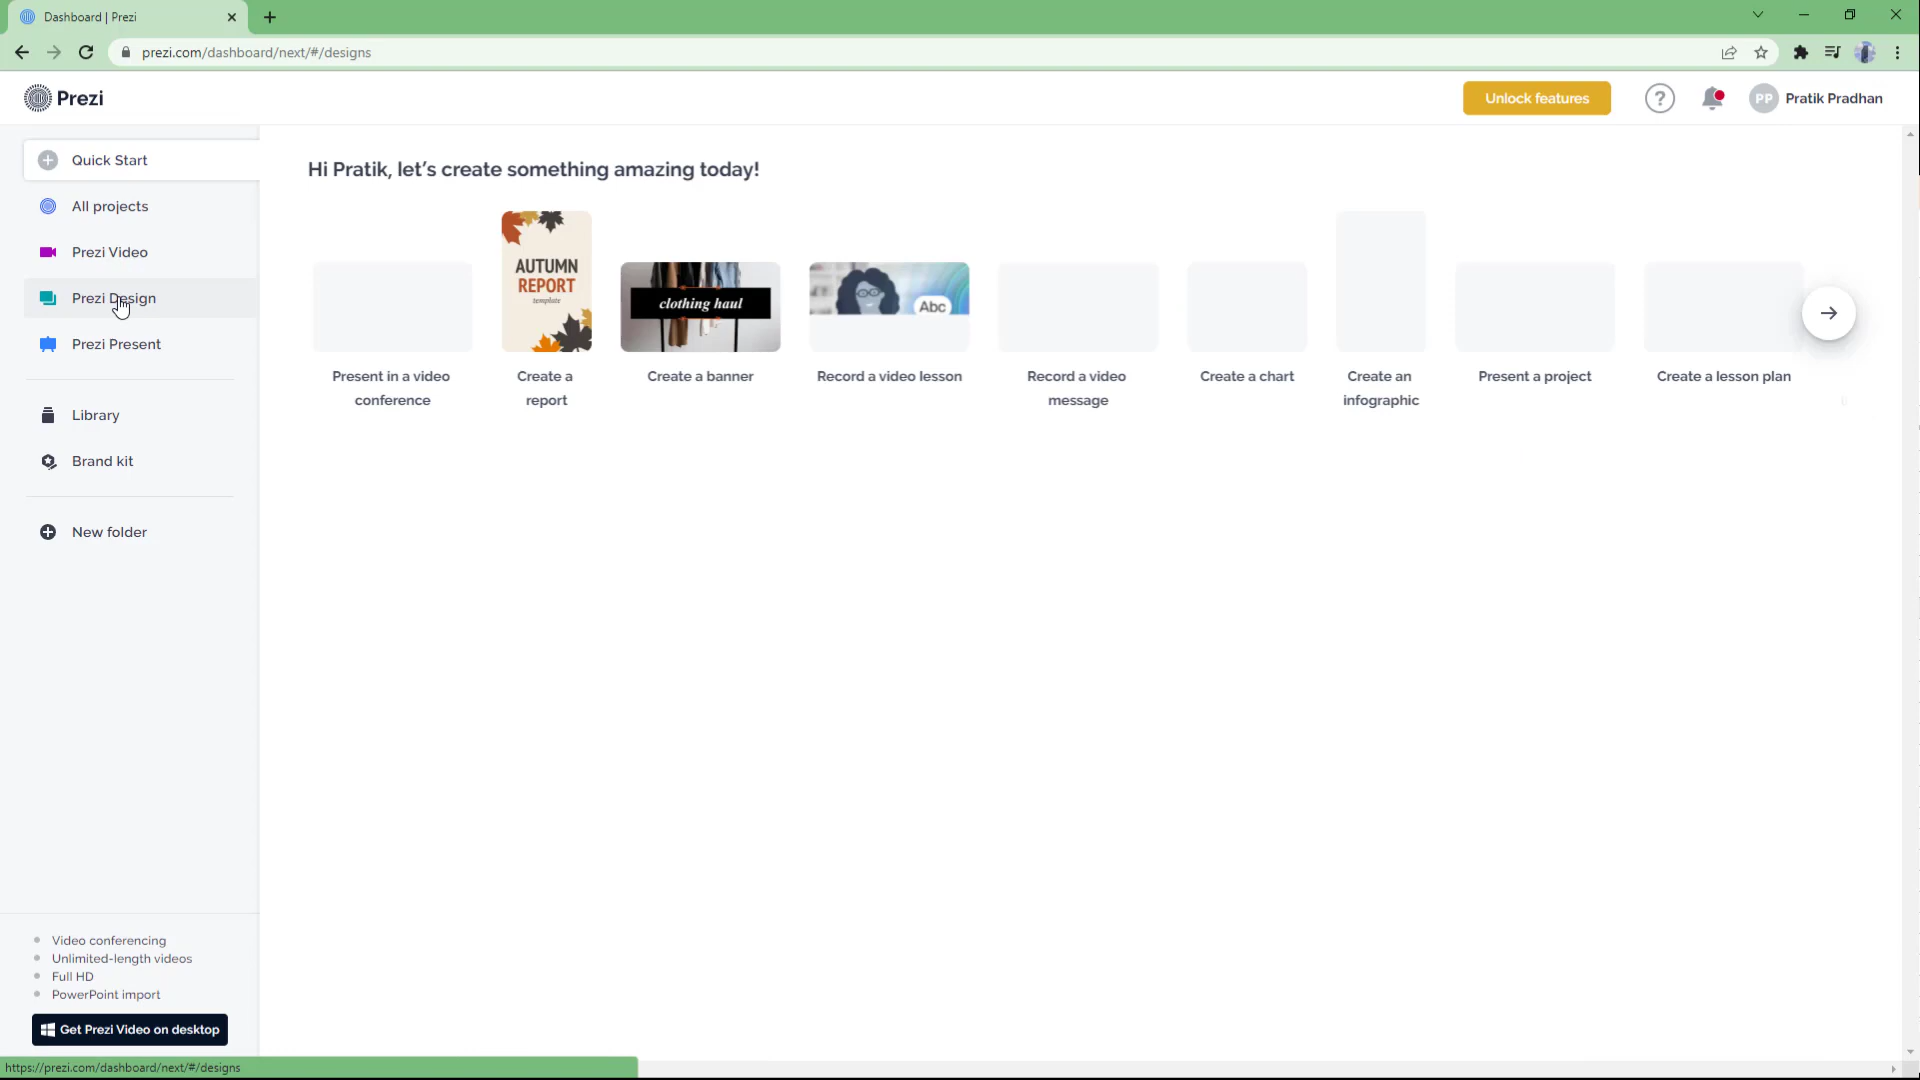 Dashboard | Prezi
prezi.com/dashboard/next/#/designs
Prezi
Unlock features
?
PP
Pratik Pradhan
Quick Start
All projects
Prezi Video
Prezi Design
Prezi Present
Library
Brand kit
New folder
Hi Pratik, let's create something amazing today!
AUTUMN
REPORT
template
clothing haul
Abc
Present in a video
conference
Create a
report
Create a banner
Record a video lesson
Record a video
message
Create a chart
Create an
infographic
Present a project
Create a lesson plan
Video conferencing
Unlimited-length videos
Full HD
PowerPoint import
Get Prezi Video on desktop
https://prezi.com/dashboard/next/#/designs